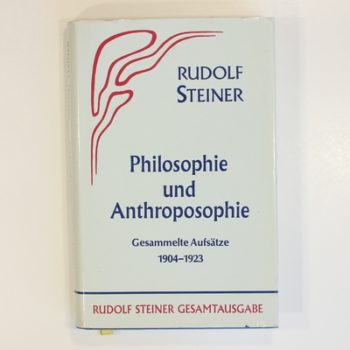 RUDOLF
STEINER
Philosophie
und
Anthroposophie
Gesammelte Aufsätze
1904–1923
RUDOLF STEINER GESAMTAUSGABE